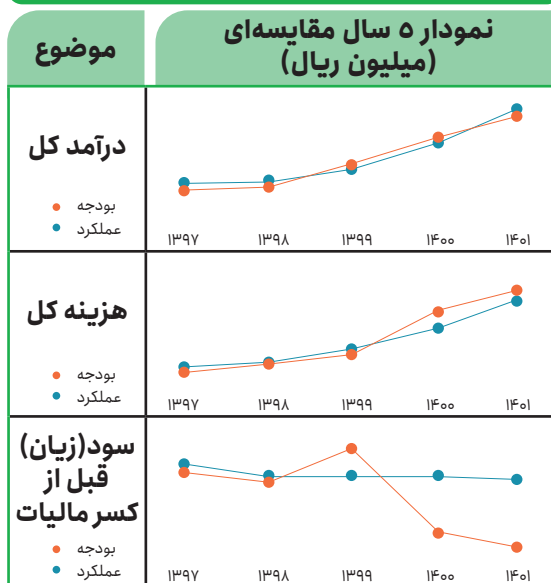 موضوع
نمودار ۵ سال مقایسه‌ای
(میلیون ریال)
درآمد کل
بودجه
عملکرد
۱۳۹۷ ۱۳۹۸ ۱۳۹۹ ۱۴۰۰ ۱۴۰۱
هزینه کل
بودجه
عملکرد
۱۳۹۷ ۱۳۹۸ ۱۳۹۹ ۱۴۰۰ ۱۴۰۱
سود(زیان)
قبل از
کسر مالیات
بودجه
عملکرد
۱۳۹۷ ۱۳۹۸ ۱۳۹۹ ۱۴۰۰ ۱۴۰۱